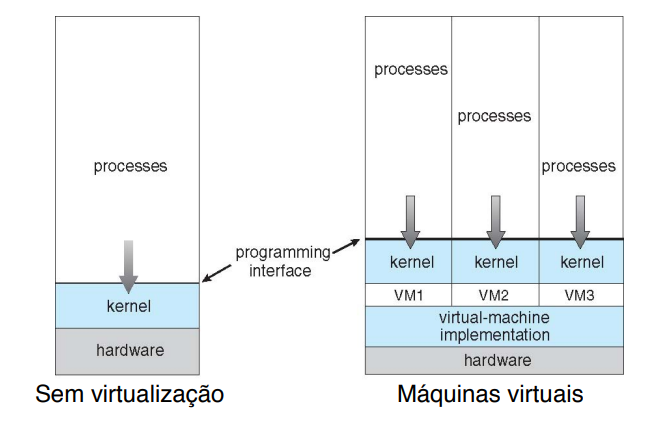 processes
kernel
hardware
Sem virtualização
programming
interface
processes
processes
processes
kernel
kernel
kernel
VM1
VM2
VM3
virtual-machine
implementation
hardware
Máquinas virtuais